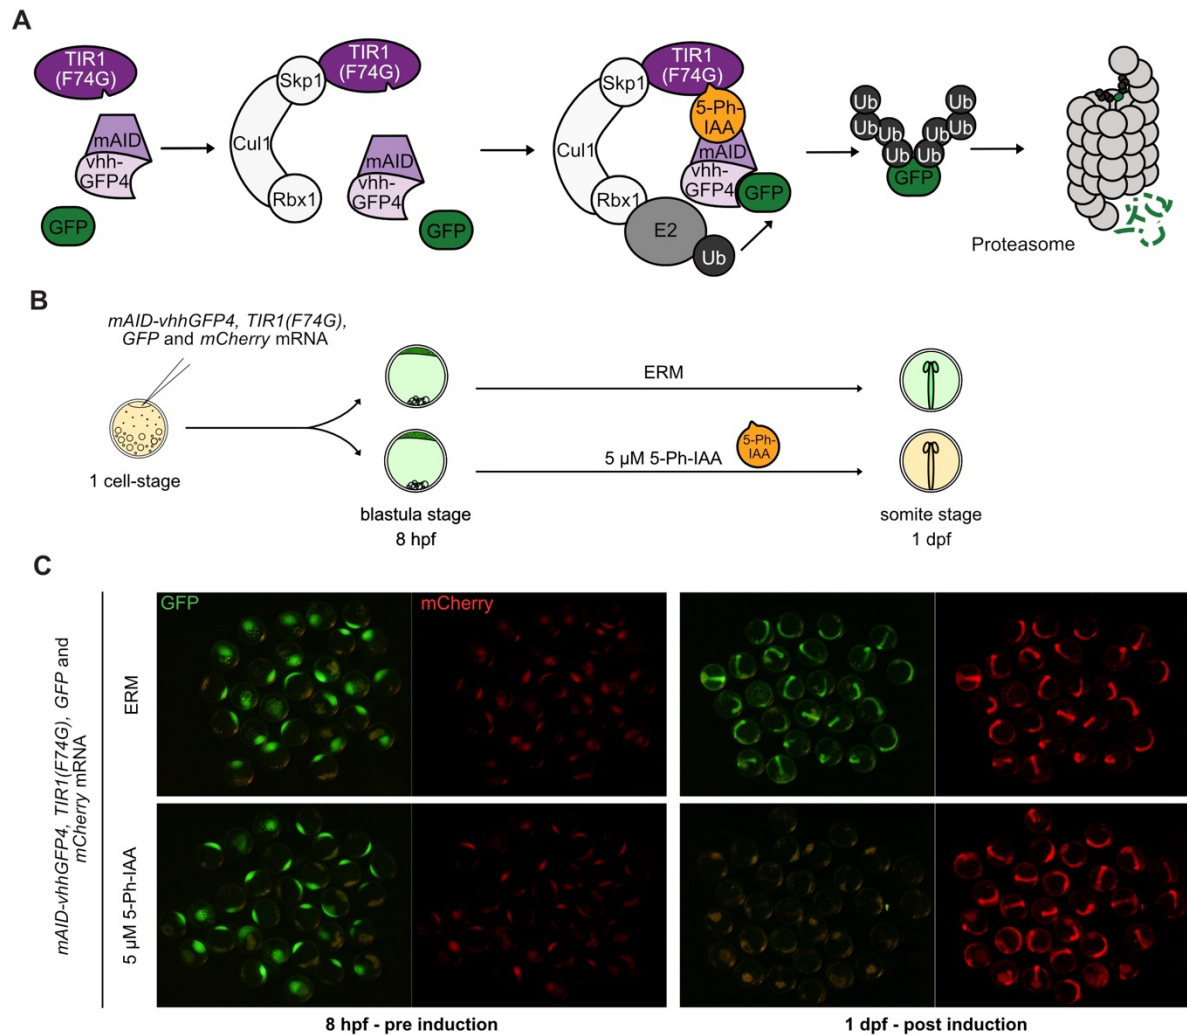 A
TIR1
(F74G)
mAID
vhh-
GFP4
GFP
Skp1
TIR1
(F74G)
Cul1
Rbx1
mAID
vhh-
GFP4
GFP
Skp1
TIR1
(F74G)
5-Ph-
IAA
Cul1
mAID
vhh-
GFP4
GFP
Rbx1
E2
Ub
Ub
Ub
Ub
Ub
Ub
Ub
Ub
Ub
GFP
Proteasome
B
mAID-vhhGFP4, TIR1(F74G),
GFP and mCherry mRNA
1 cell-stage
blastula stage
8 hpf
ERM
5 µM 5-Ph-IAA
5-Ph-
IAA
somite stage
1 dpf
C
mAID-vhhGFP4, TIR1(F74G), GFP and
mCherry mRNA
ERM
5 µM 5-Ph-IAA
GFP
mCherry
8 hpf - pre induction
1 dpf - post induction